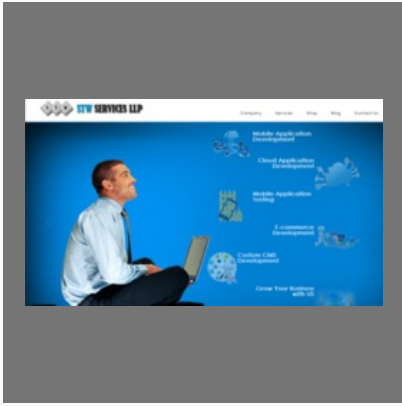 STW SERVICES LLP
Company Services Shop Blog Contact Us
Mobile Application
Development
Cloud Application
Development
Mobile Application
Testing
E-commerce
Development
Custom CMS
Development
Grow Your Business
with US